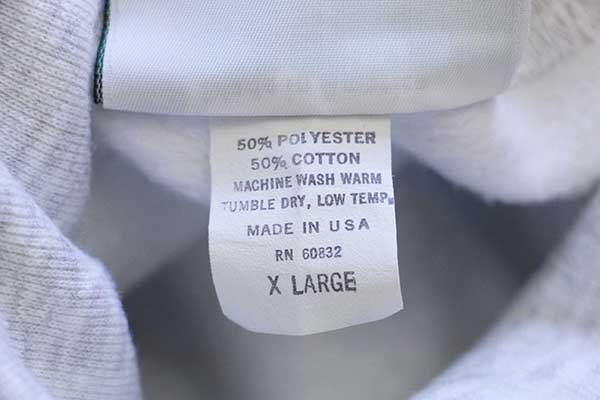 50% POLYESTER
50% COTTON
MACHINE WASH WARM
TUMBLE DRY, LOW TEMP.
MADE IN USA
RN 60832
X LARGE